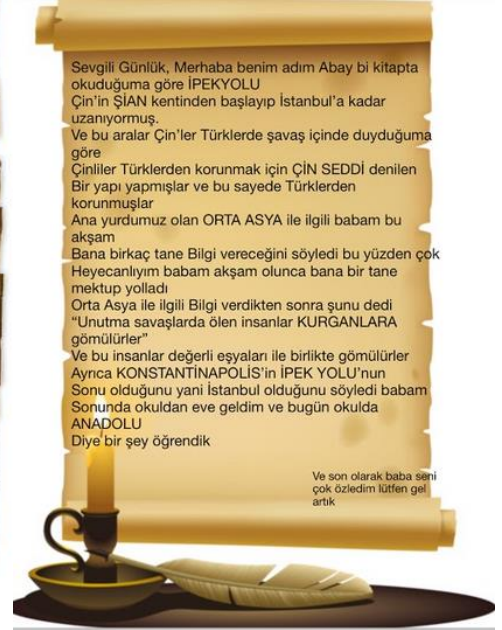 Sevgili Günlük, Merhaba benim adım Abay bi kitapta
okuduğuma göre İPEKYOLU
Çin'in ŞİAN kentinden başlayıp İstanbul'a kadar
uzanıyormuş.
Ve bu aralar Çin'ler Türklerde şavaş içinde duyduğuma
göre
Çinliler Türklerden korunmak için ÇİN SEDDİ denilen
Bir yapı yapmışlar ve bu sayede Türklerden
korunmuşlar
Ana yurdumuz olan ORTA ASYA ile ilgili babam bu
akşam
Bana birkaç tane Bilgi vereceğini söyledi bu yüzden çok
Heyecanlıyım babam akşam olunca bana bir tane
mektup yolladı
Orta Asya ile ilgili Bilgi verdikten sonra şunu dedi
“Unutma savaşlarda ölen insanlar KURGANLARA
gömülürler”
Ve bu insanlar değerli eşyaları ile birlikte gömülürler
Ayrıca KONSTANTİNAPOLİS'in İPEK YOLU'nun
Sonu olduğunu yani İstanbul olduğunu söyledi babam
Sonunda okuldan eve geldim ve bugün okulda
ANADOLU
Diye bir şey öğrendik
Ve son olarak baba seni
çok özledim lütfen gel
artık